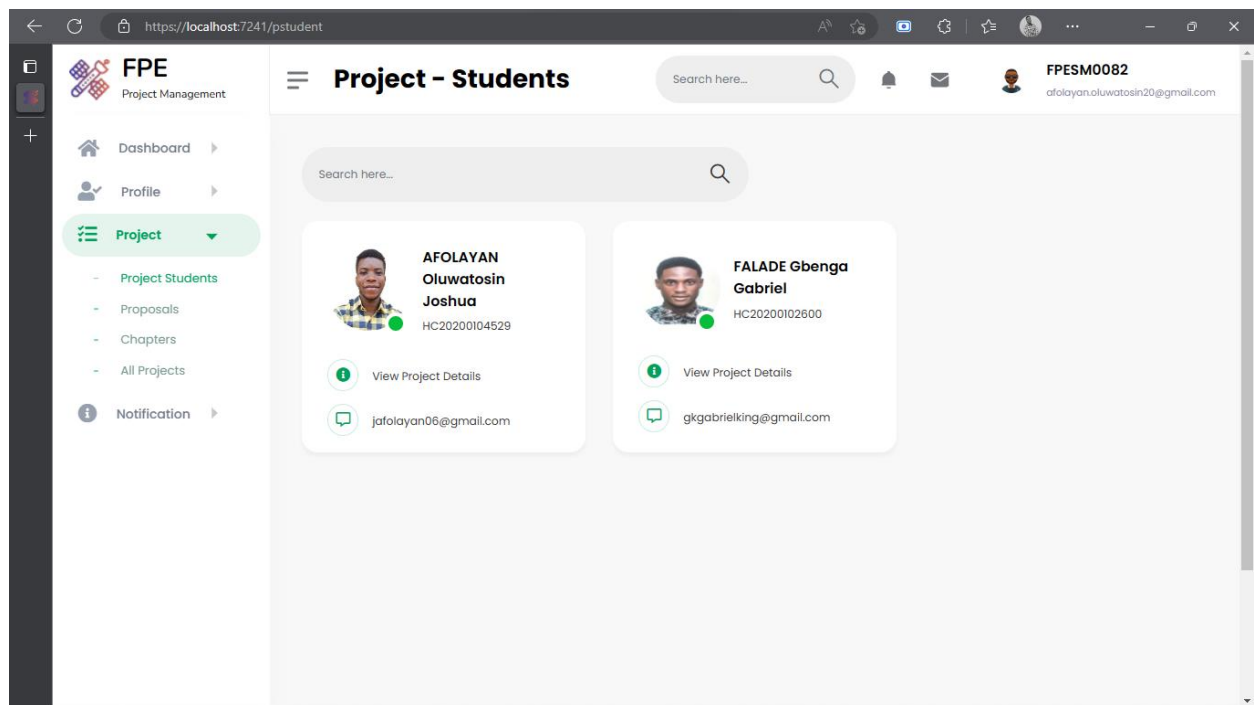 https://localhost:7241/pstudent
FPE
Project Management
Project - Students
Search here...
FPESM0082
afolayan.oluwatosin20@gmail.com
Dashboard
Profile
Project
- Project Students
- Proposals
- Chapters
- All Projects
Notification
Search here...
AFOLAYAN
Oluwatosin
Joshua
HC20200104529
View Project Details
jafolayan06@gmail.com
FALADE Gbenga
Gabriel
HC20200102600
View Project Details
gkgabrielking@gmail.com